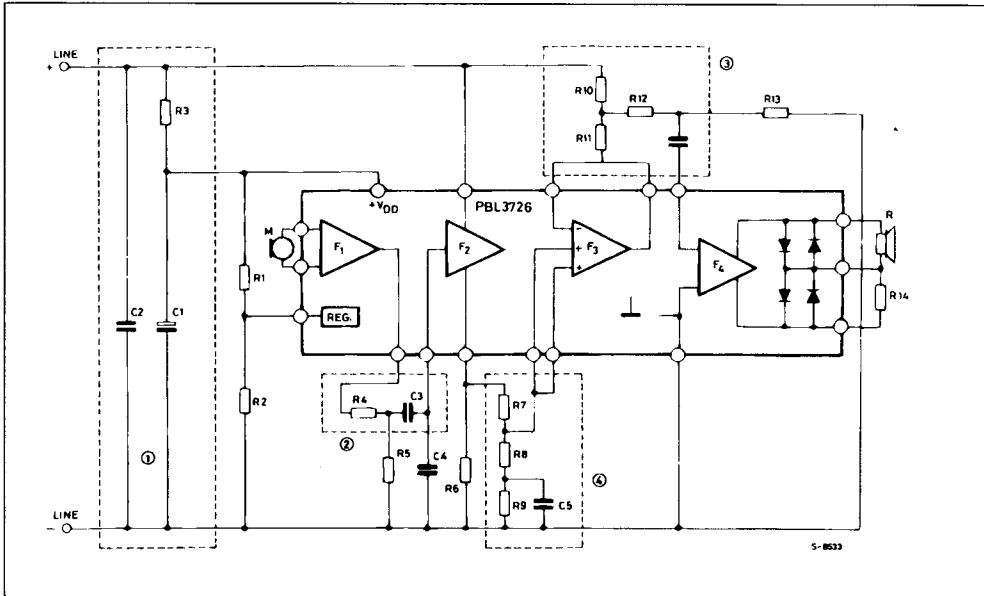 LINE
+
R3
C2
C1
①
R1
R2
LINE
-
+VDD
PBL3726
M
F1
REG.
F2
F3
-
+
+
F4
R
R14
R10
R11
R12
③
R13
R4
C3
②
R5
C4
R6
R7
R8
R9
C5
④
S-8533